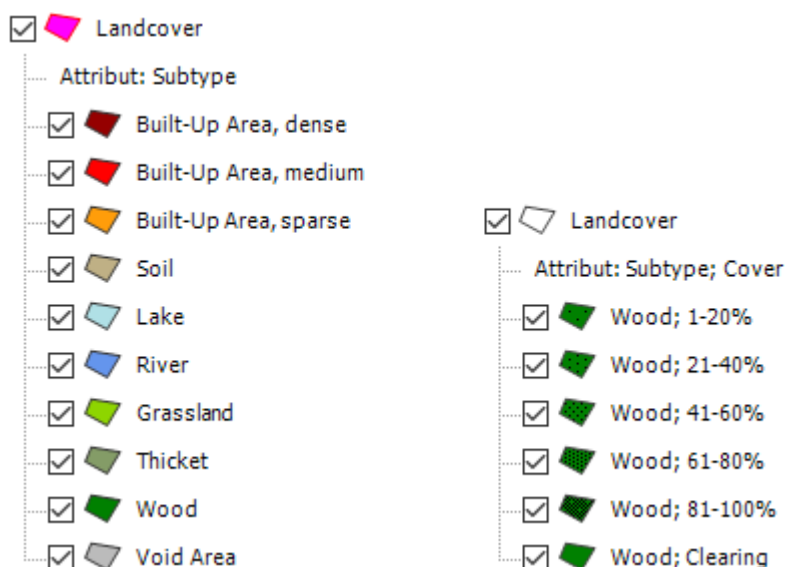 Landcover
Attribut: Subtype
Built-Up Area, dense
Built-Up Area, medium
Built-Up Area, sparse
Soil
Lake
River
Grassland
Thicket
Wood
Void Area
Landcover
Attribut: Subtype; Cover
Wood; 1-20%
Wood; 21-40%
Wood; 41-60%
Wood; 61-80%
Wood; 81-100%
Wood; Clearing